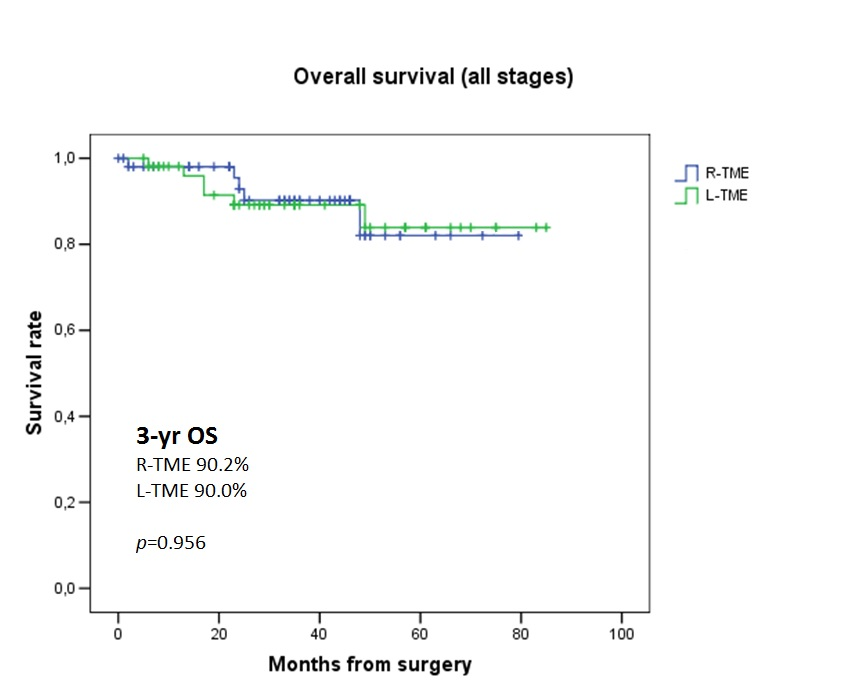 Overall survival (all stages)
R-TME
L-TME
1,0
0,8
0,6
0,4
0,2
0,0
Survival rate
3-yr OS
R-TME 90.2%
L-TME 90.0%
p=0.956
0 20 40 60 80 100
Months from surgery